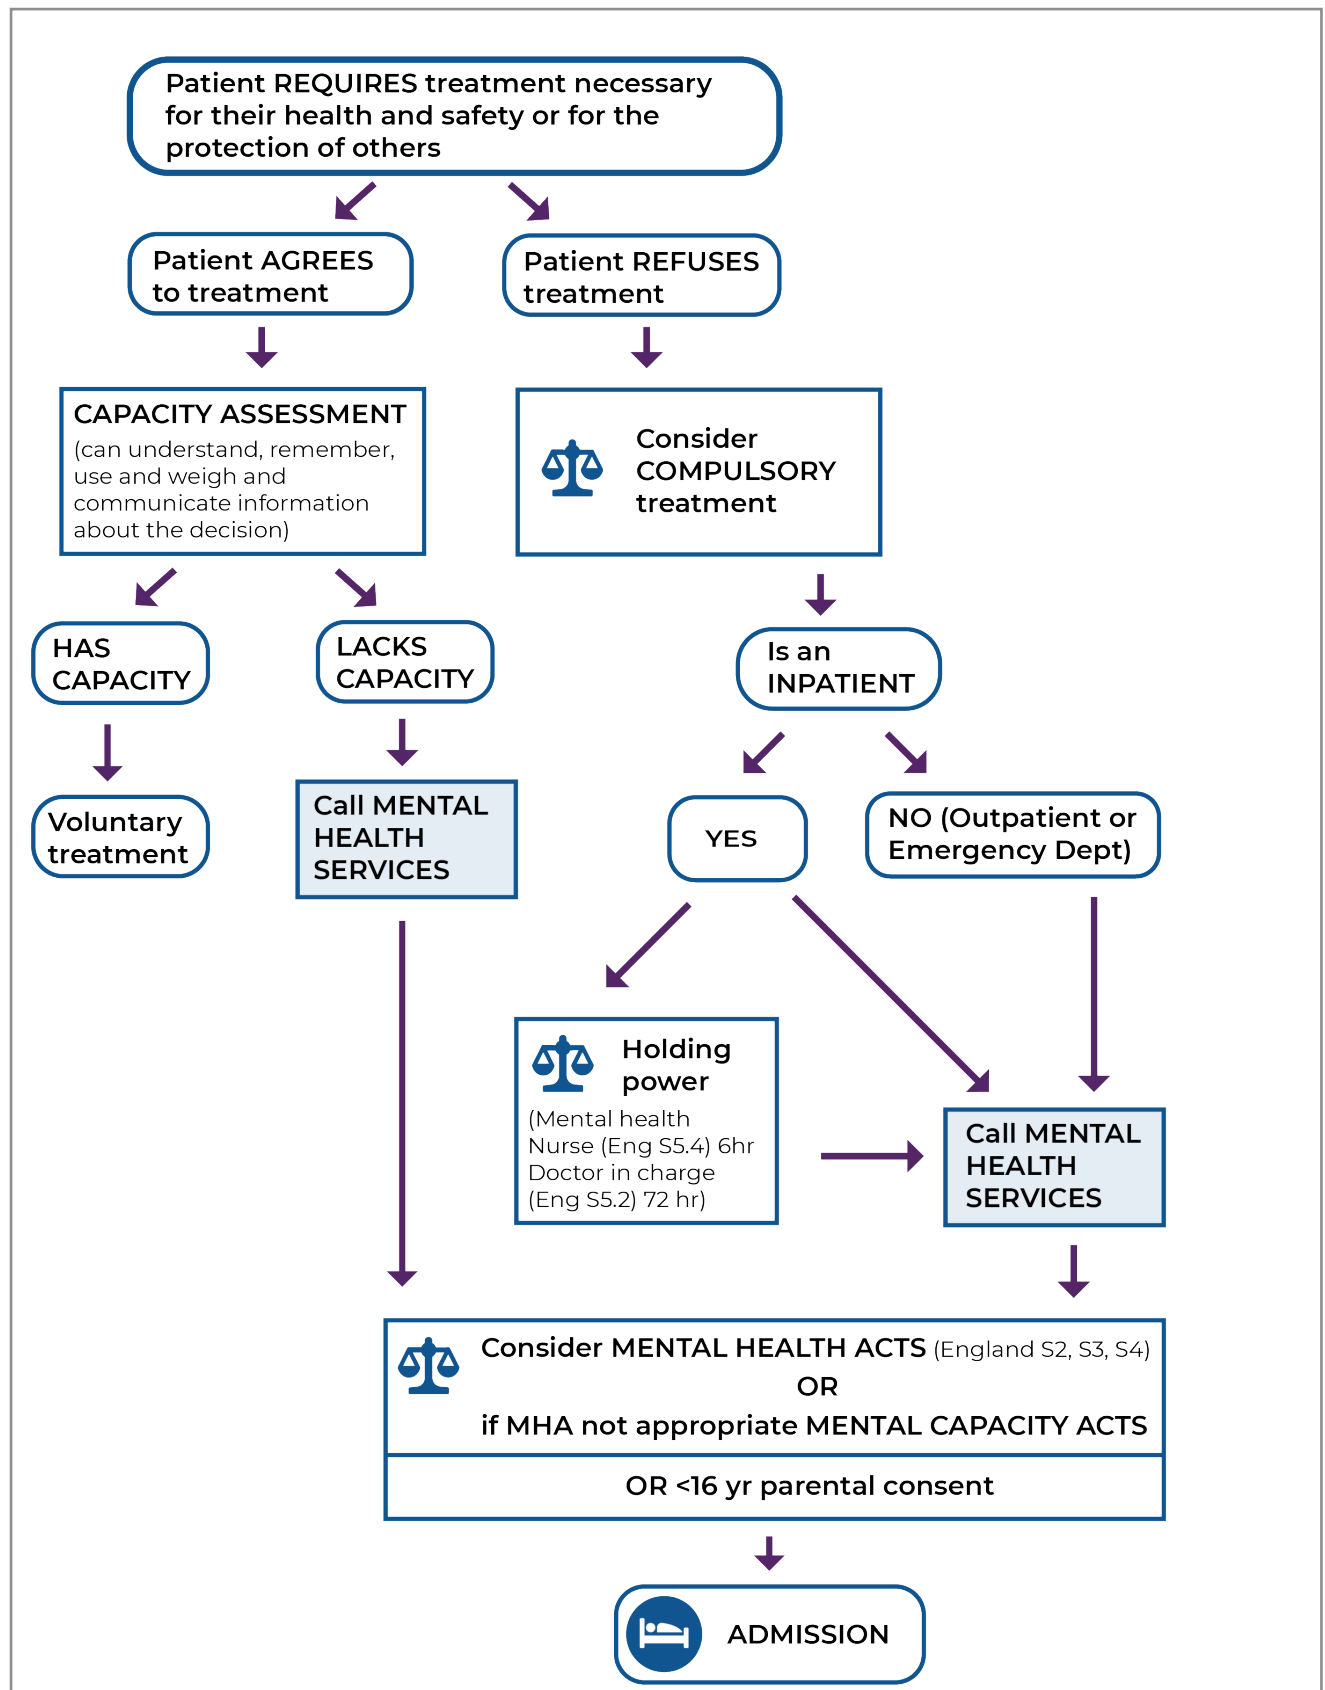 Patient REQUIRES treatment necessary
for their health and safety or for the
protection of others
Patient AGREES
to treatment
Patient REFUSES
treatment
CAPACITY ASSESSMENT
(can understand, remember,
use and weigh and
communicate information
about the decision)
Consider
COMPULSORY
treatment
HAS
CAPACITY
LACKS
CAPACITY
Is an
INPATIENT
Voluntary
treatment
Call MENTAL
HEALTH
SERVICES
YES
NO (Outpatient or
Emergency Dept)
Holding
power
(Mental health
Nurse (Eng S5.4) 6hr
Doctor in charge
(Eng S5.2) 72 hr)
Call MENTAL
HEALTH
SERVICES
Consider MENTAL HEALTH ACTS (England S2, S3, S4)
OR
if MHA not appropriate MENTAL CAPACITY ACTS
OR <16 yr parental consent
ADMISSION